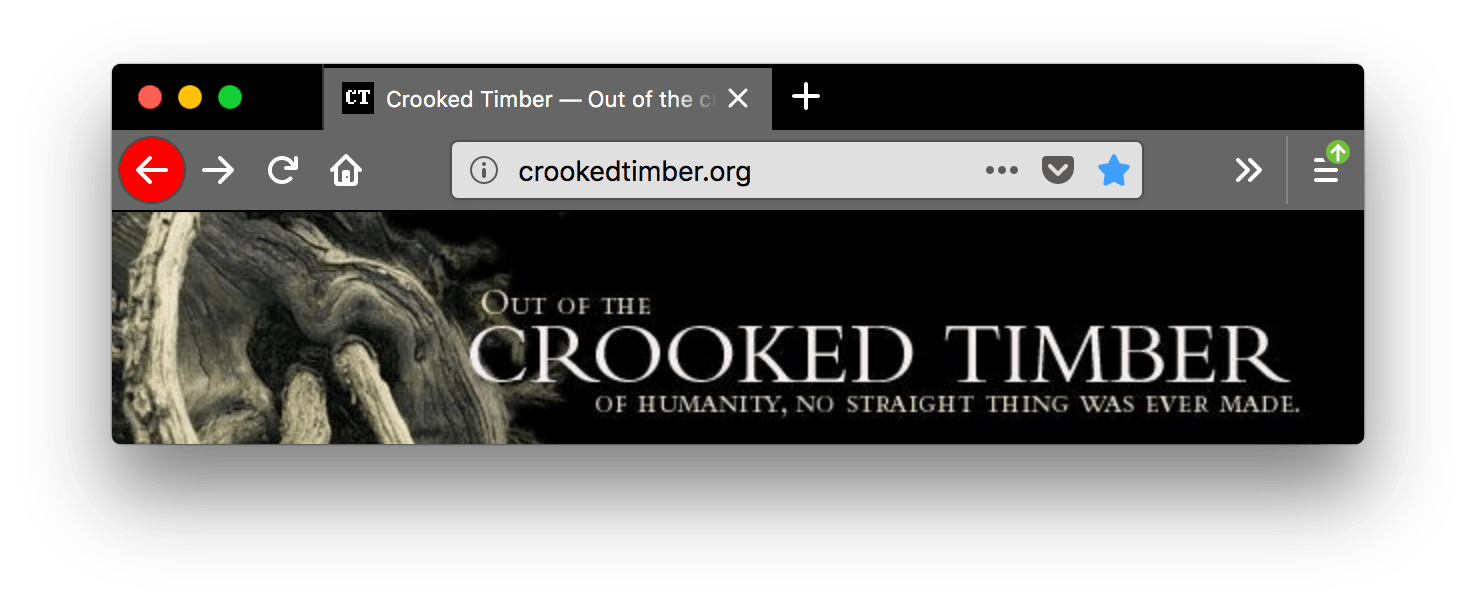 CT Crooked Timber — Out of the c
crookedtimber.org
OUT OF THE
CROOKED TIMBER
OF HUMANITY, NO STRAIGHT THING WAS EVER MADE.